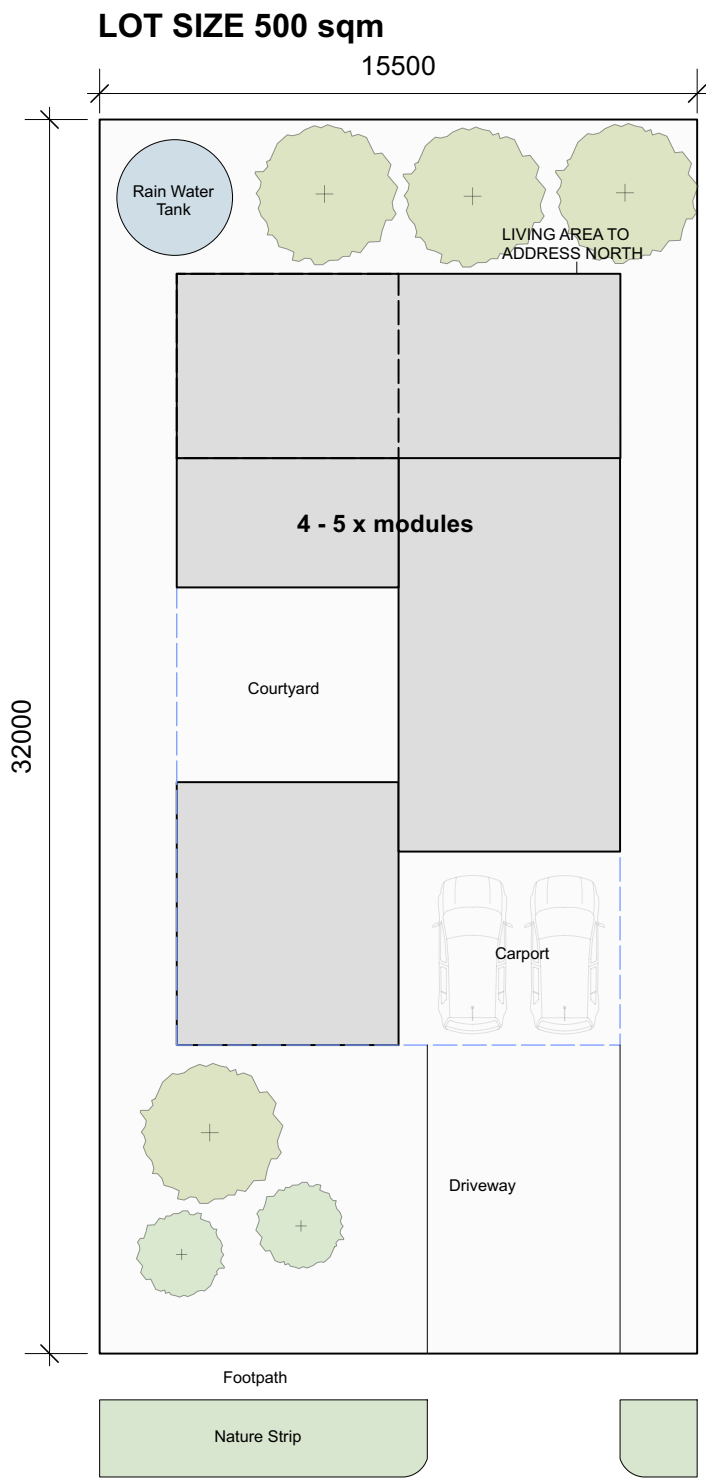 LOT SIZE 500 sqm
15500
Rain Water
Tank
LIVING AREA TO
ADDRESS NORTH
4 - 5 x modules
Courtyard
32000
Carport
Driveway
Footpath
Nature Strip